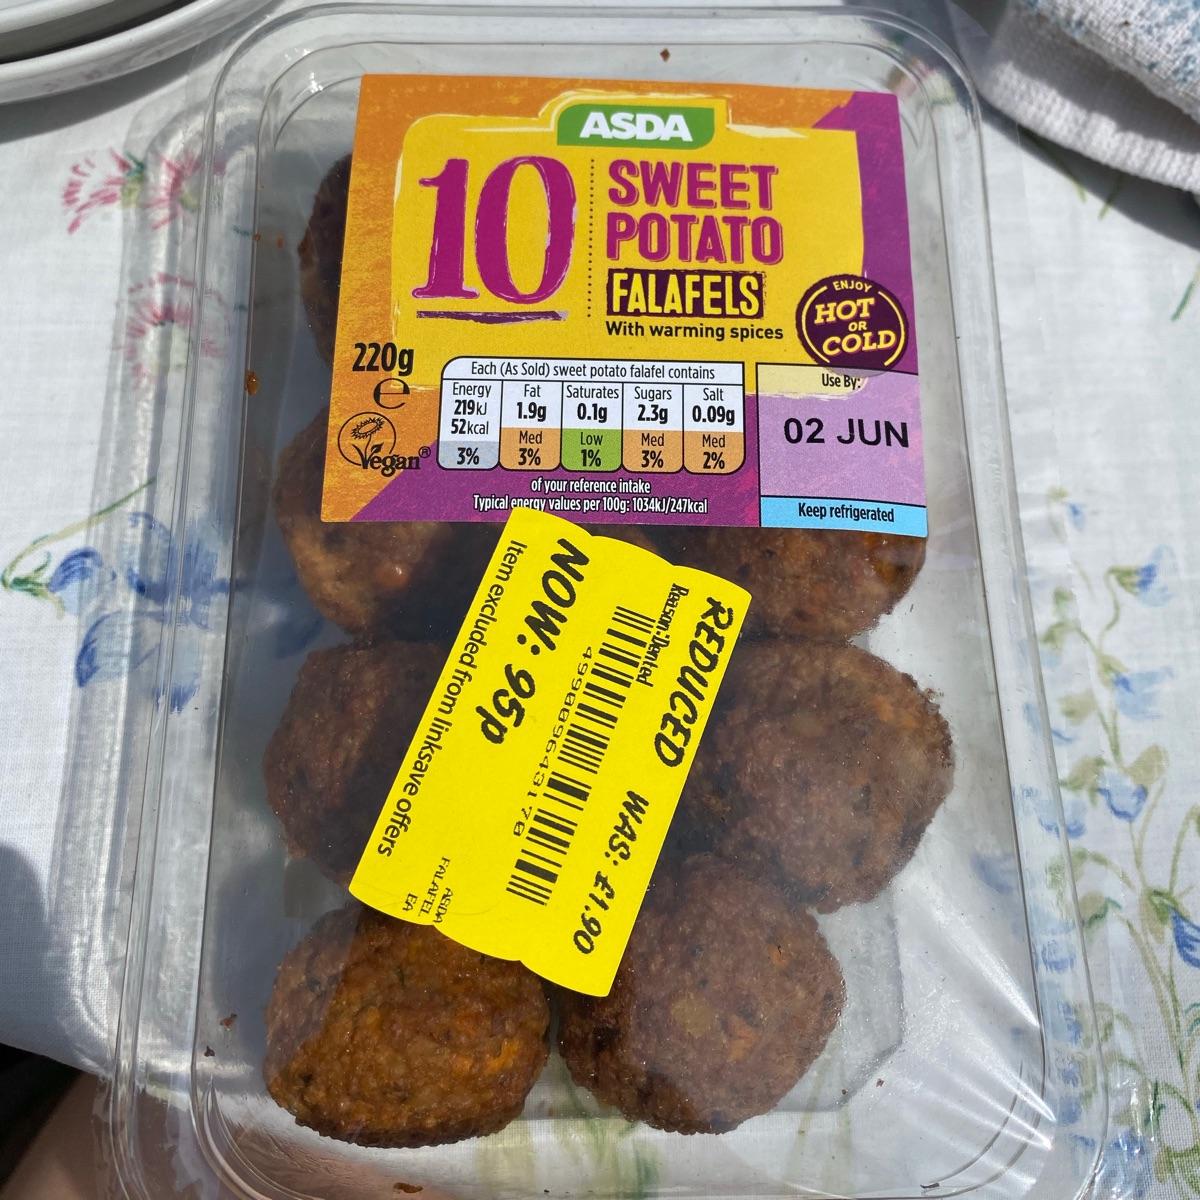 ASDA
10
SWEET
POTATO
FALAFELS
With warming spices
ENJOY
HOT
OR
COLD
220g
e
Vegan®
Each (As Sold) sweet potato falafel contains
Energy Fat Saturates Sugars Salt
219kJ 1.9g 0.1g 2.3g 0.09g
52kcal
Med Low Med Med
3% 3% 1% 3% 2%
of your reference intake
Typical energy values per 100g: 1034kJ/247kcal
Use By:
02 JUN
Keep refrigerated
REDUCED WAS: £1.90
Reason:Dented
4990009643170
NOW: 95p
ASDA
FALAFEL
EA
Item excluded from linksave offers